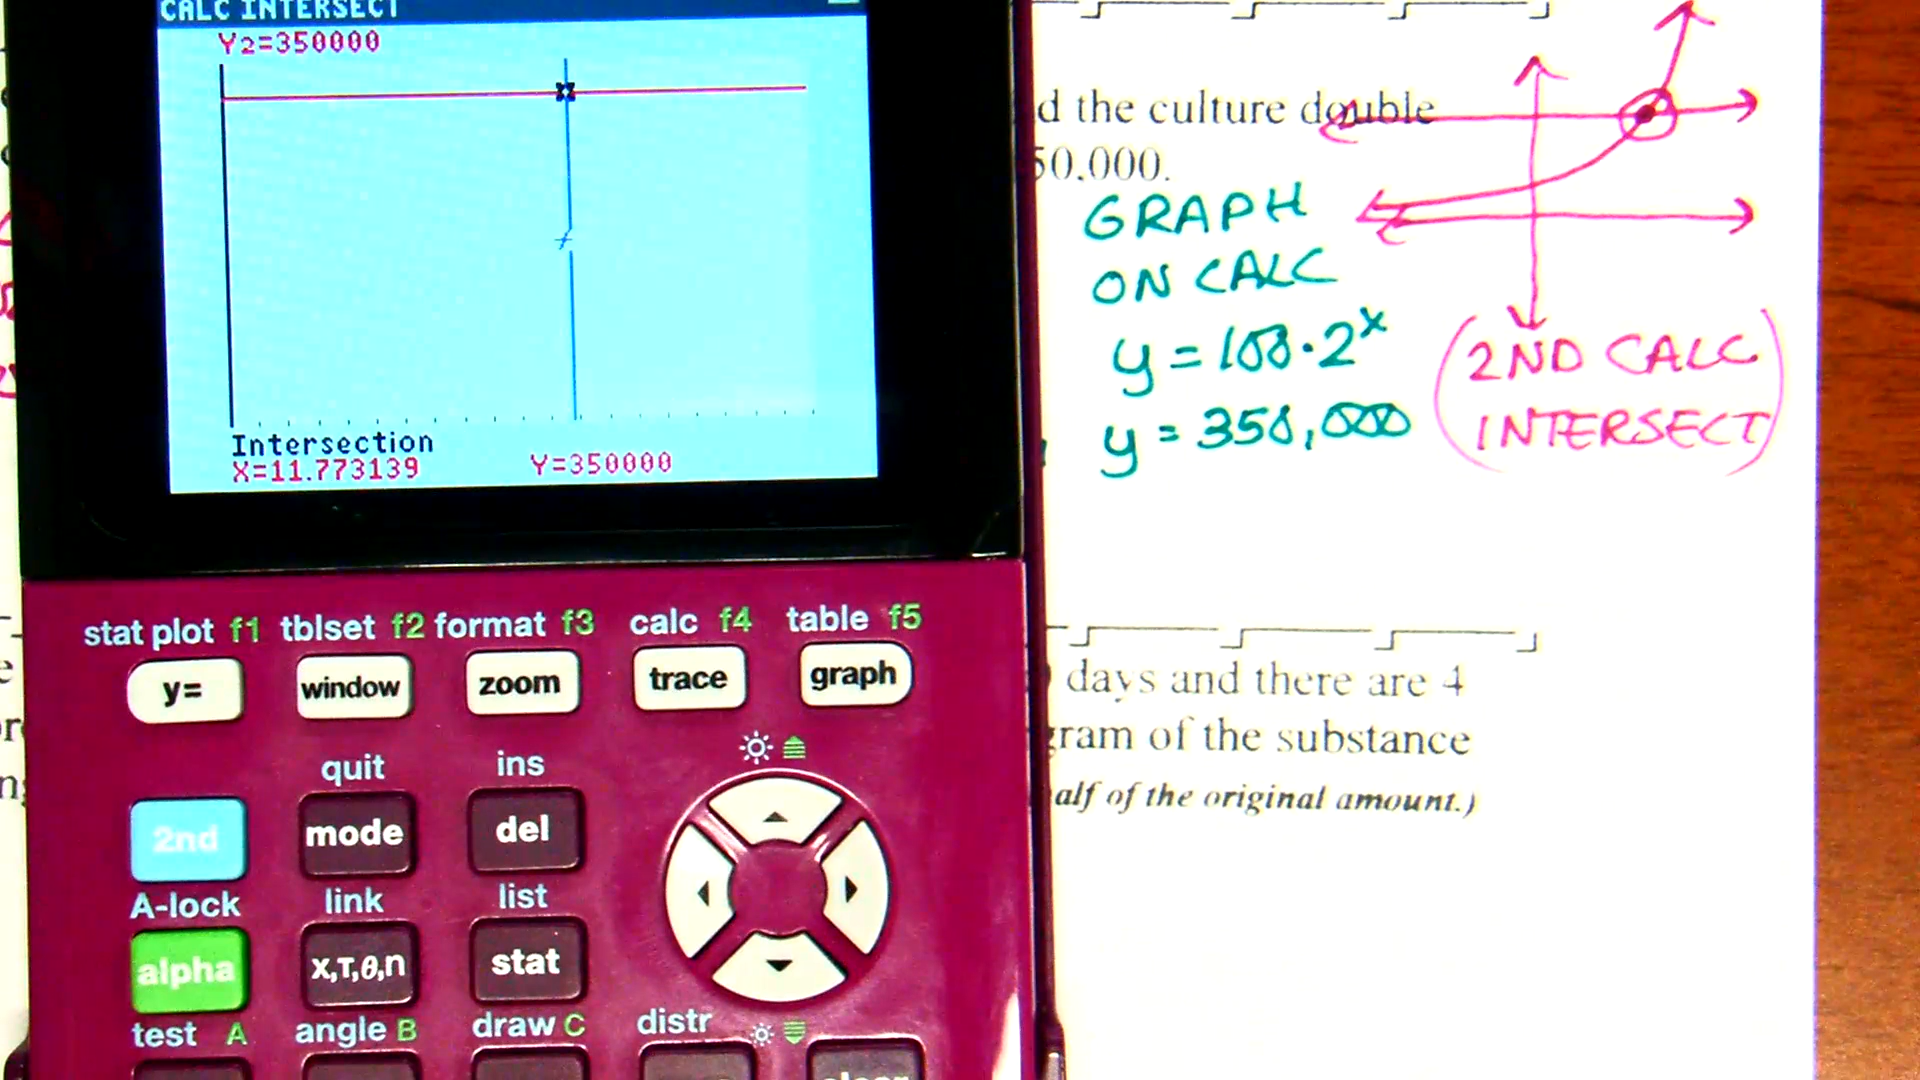 CALC INTERSECT
Y2=350000
Intersection
X=11.773139 Y=350000
d the culture double
50,000.
GRAPH
ON CALC
y = 100·2ˣ
y = 350,000
(2ND CALC
INTERSECT)
days and there are 4
gram of the substance
alf of the original amount.)
stat plot f1 tblset f2 format f3 calc f4 table f5
y= window zoom trace graph
quit ins
2nd mode del
A-lock link list
alpha x,T,θ,n stat
test A angle B draw C distr
clear